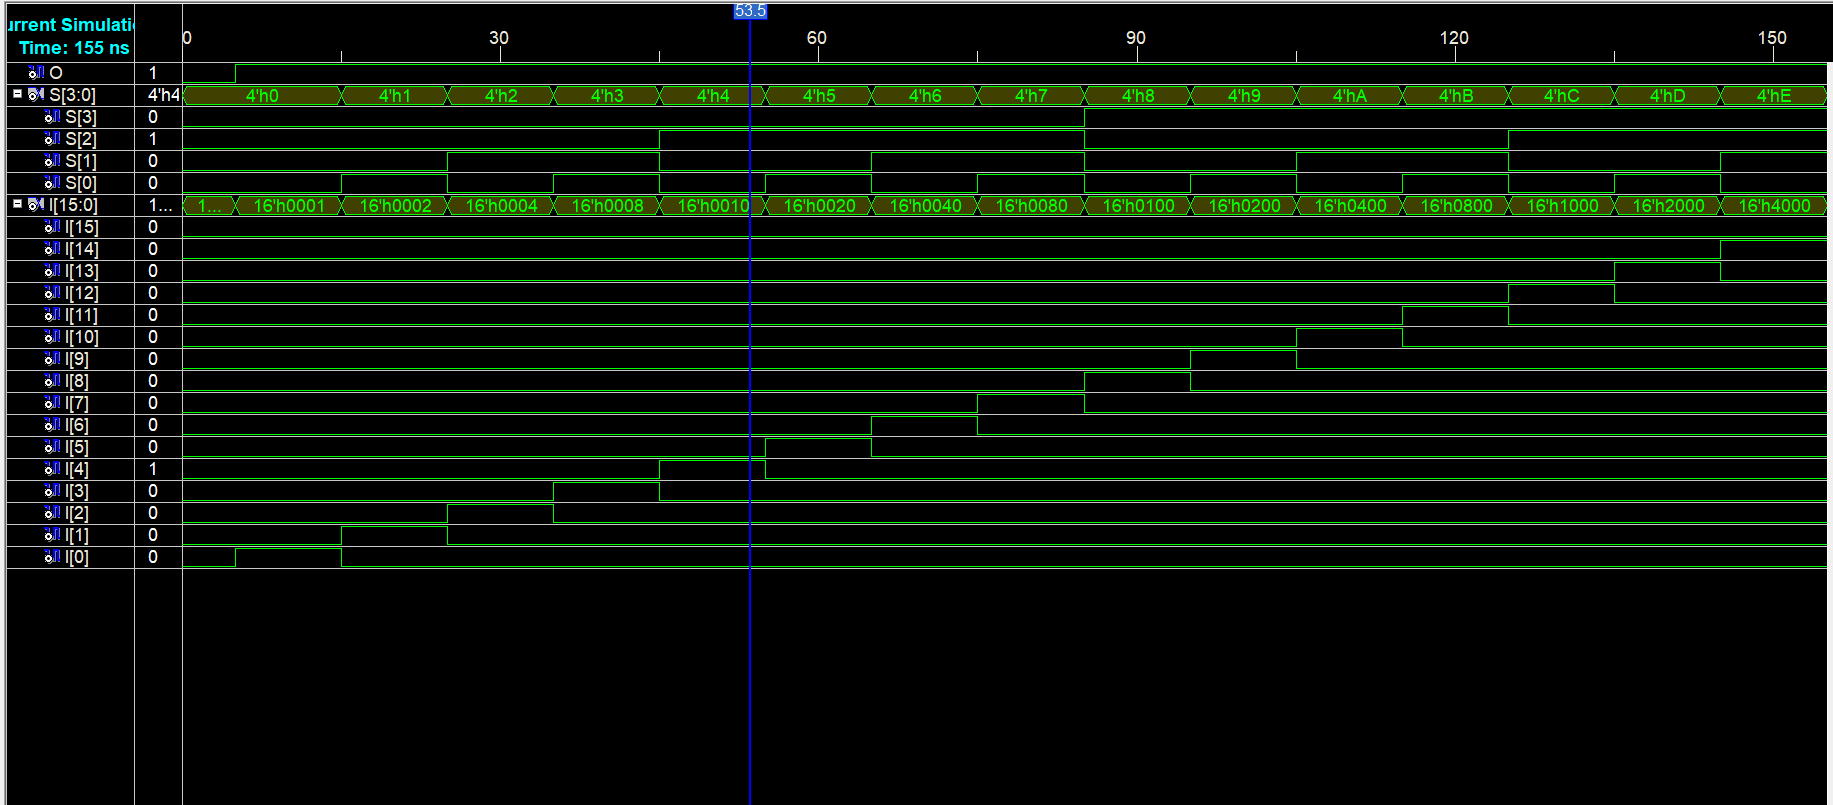 53.5
urrent Simulati
Time: 155 ns
0 30 60 90 120 150
O 1
S[3:0] 4'h4 4'h0 4'h1 4'h2 4'h3 4'h4 4'h5 4'h6 4'h7 4'h8 4'h9 4'hA 4'hB 4'hC 4'hD 4'hE
S[3] 0
S[2] 1
S[1] 0
S[0] 0
I[15:0] 1... 1... 16'h0001 16'h0002 16'h0004 16'h0008 16'h0010 16'h0020 16'h0040 16'h0080 16'h0100 16'h0200 16'h0400 16'h0800 16'h1000 16'h2000 16'h4000
I[15] 0
I[14] 0
I[13] 0
I[12] 0
I[11] 0
I[10] 0
I[9] 0
I[8] 0
I[7] 0
I[6] 0
I[5] 0
I[4] 1
I[3] 0
I[2] 0
I[1] 0
I[0] 0